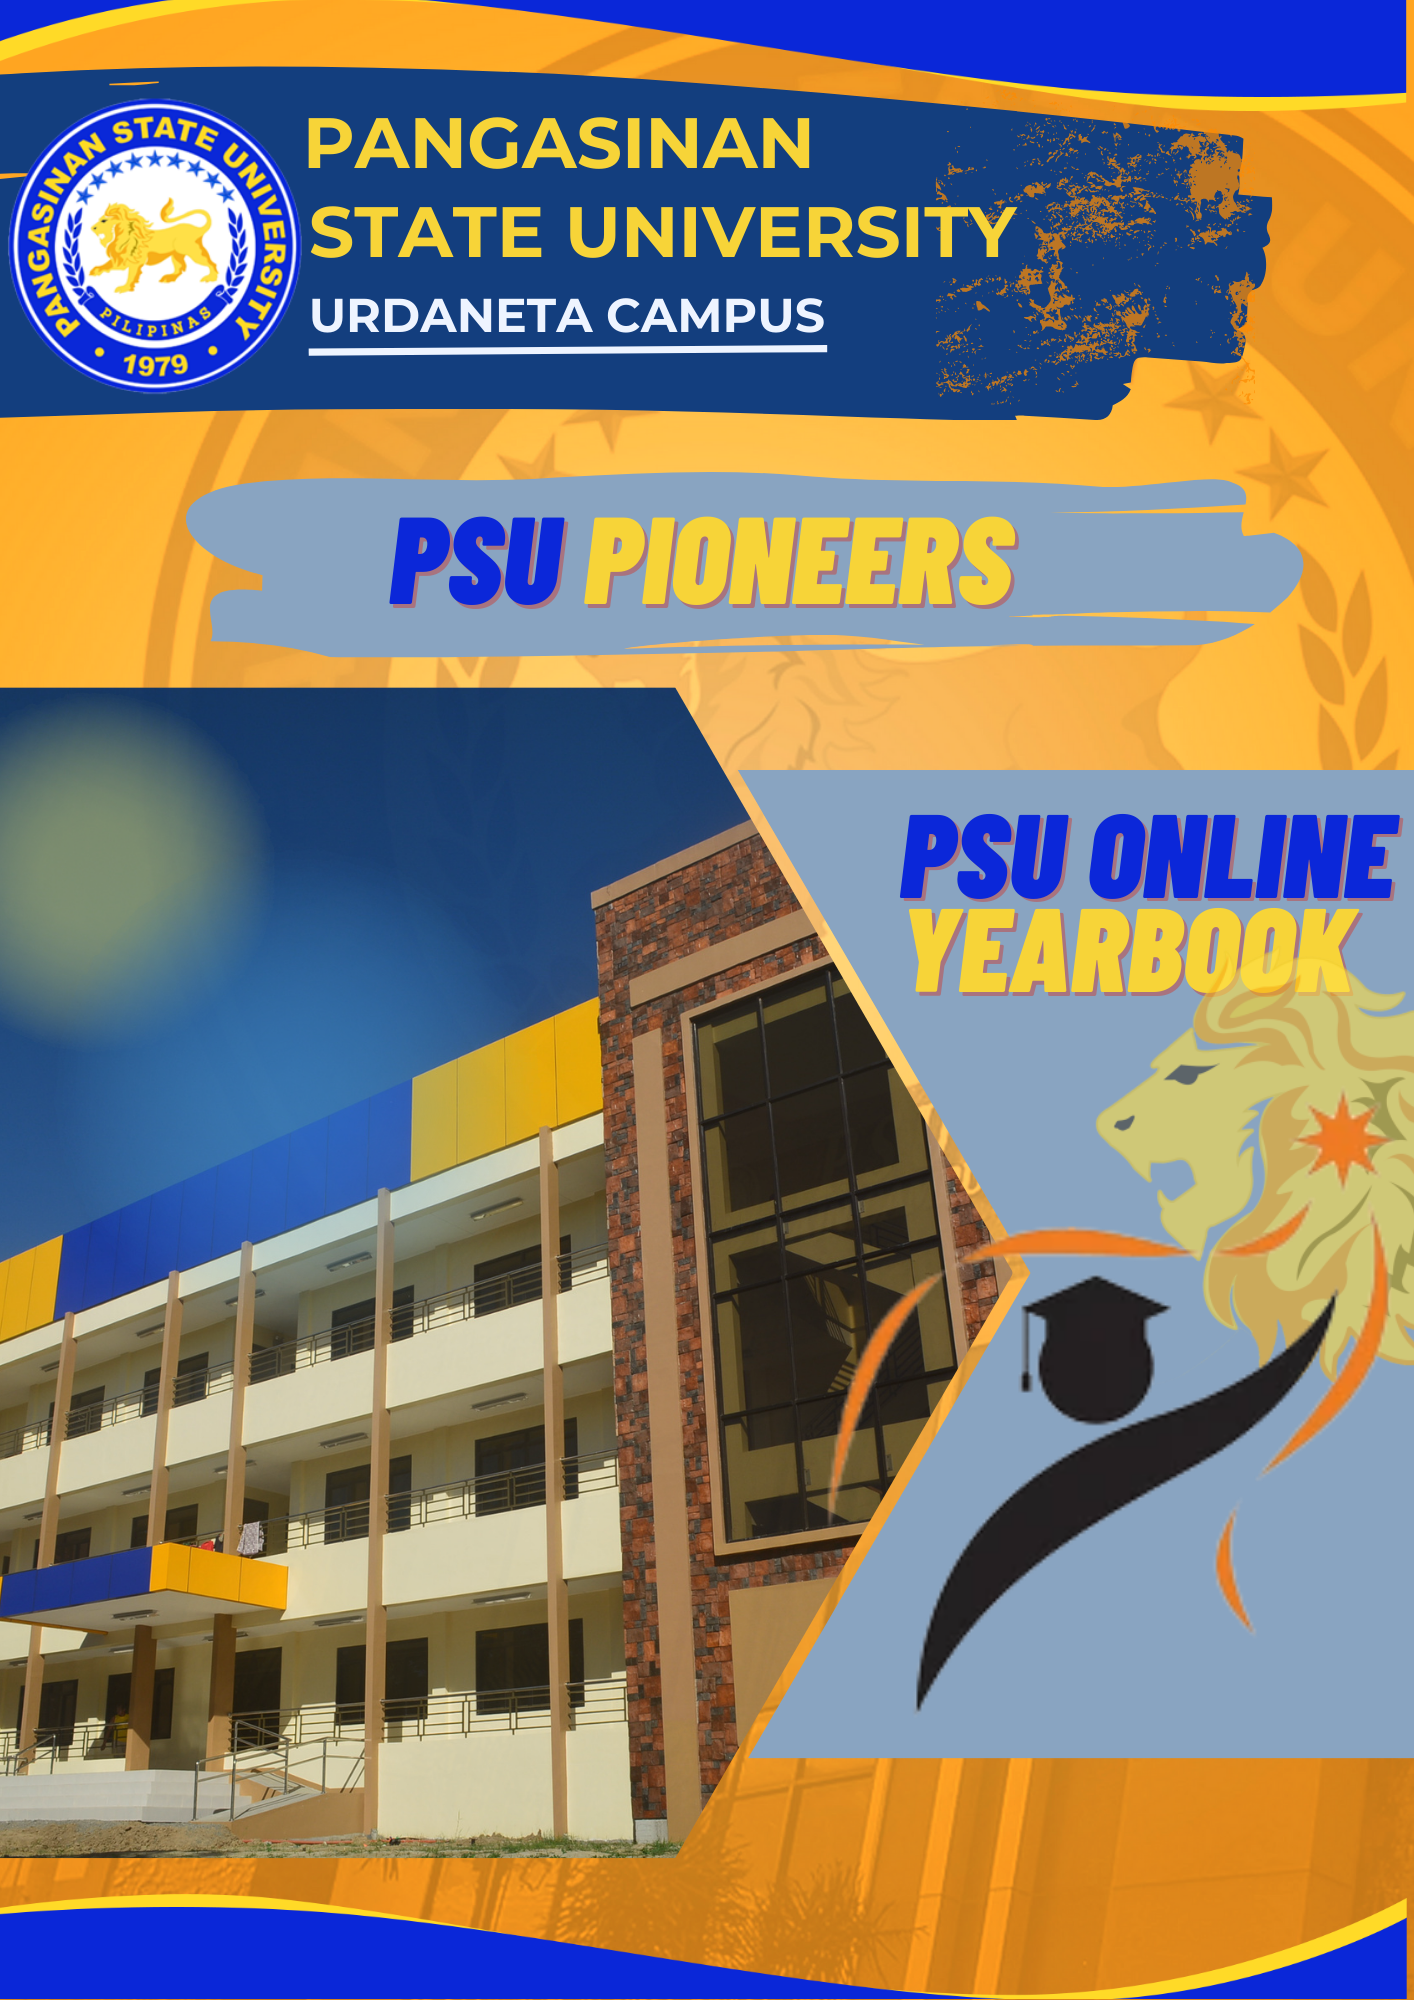 PANGASINAN STATE UNIVERSITY
PILIPINAS
1979
PANGASINAN
STATE UNIVERSITY
URDANETA CAMPUS
PSU PIONEERS
PSU ONLINE
YEARBOOK